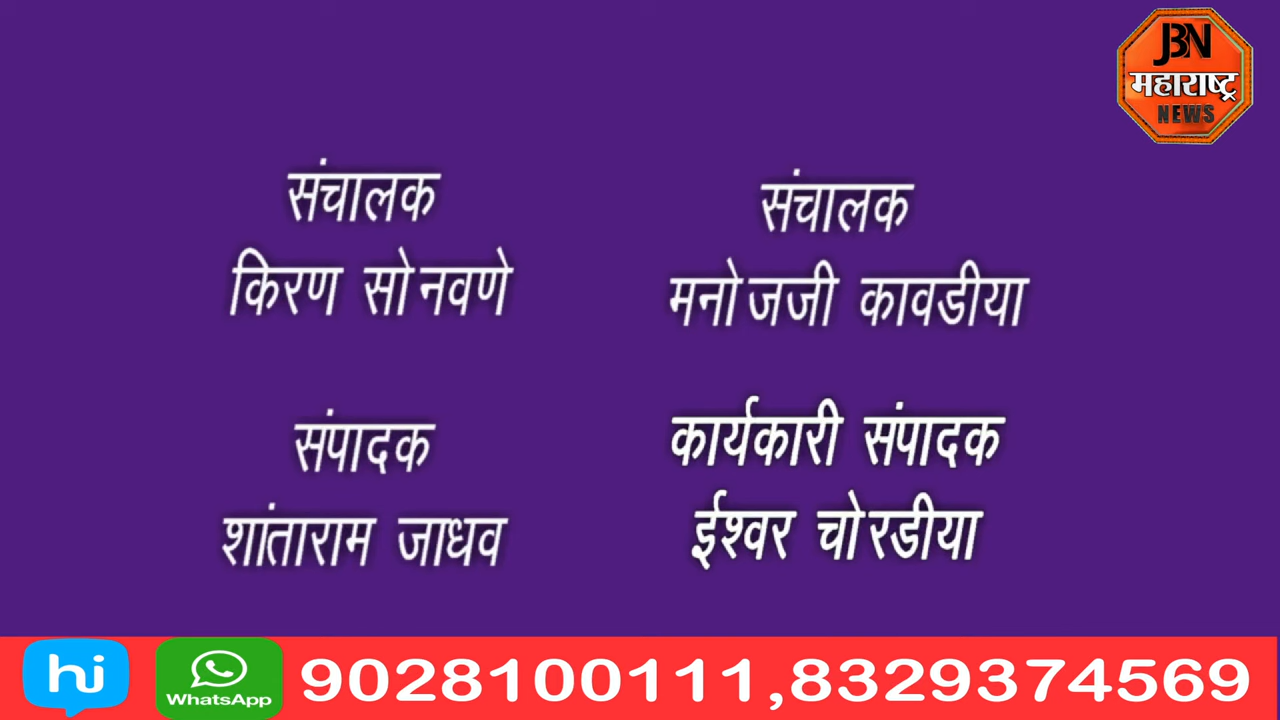 JBN
महाराष्ट्र
NEWS
संचालक
किरण सोनवणे
संचालक
मनोजजी कावडीया
संपादक
शांताराम जाधव
कार्यकारी संपादक
ईश्वर चोरडीया
hi
WhatsApp
9028100111,8329374569